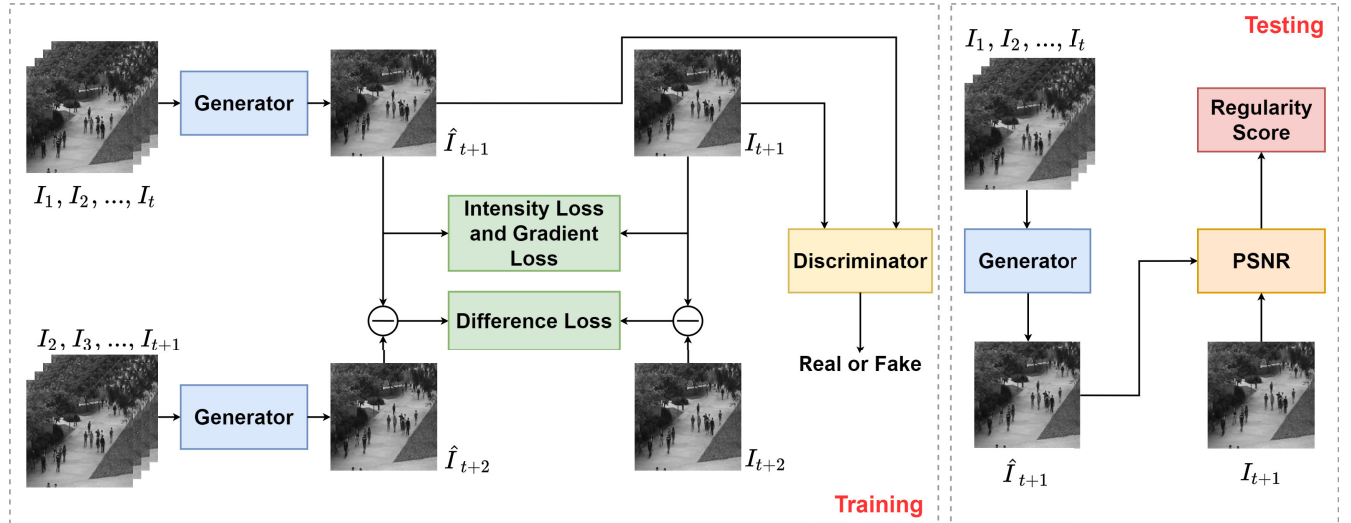 I_1, I_2, ..., I_t
Generator
Î_{t+1}
I_{t+1}
Intensity Loss
and Gradient
Loss
Difference Loss
Discriminator
Real or Fake
I_2, I_3, ..., I_{t+1}
Generator
Î_{t+2}
I_{t+2}
Training
Testing
I_1, I_2, ..., I_t
Generator
Î_{t+1}
Regularity
Score
PSNR
I_{t+1}